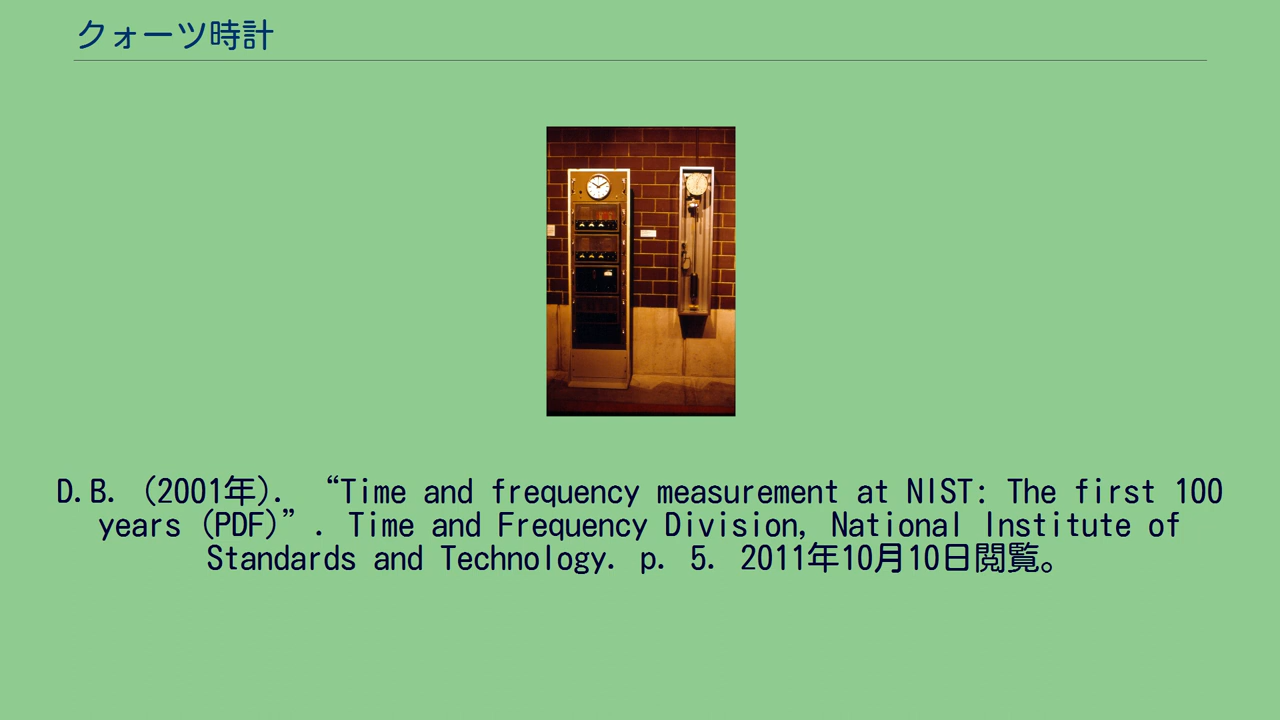 クォーツ時計
D.B. (2001年). “Time and frequency measurement at NIST: The first 100
years (PDF)”. Time and Frequency Division, National Institute of
Standards and Technology. p. 5. 2011年10月10日閲覧。